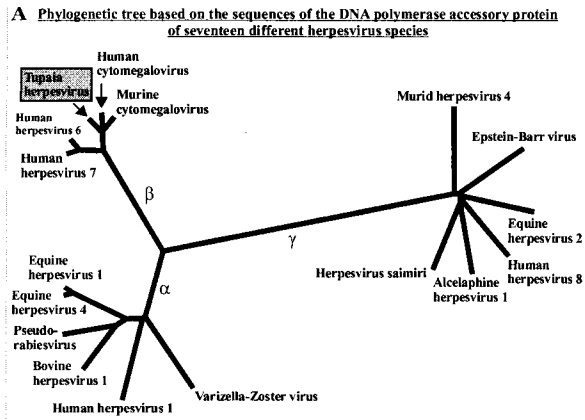 A Phylogenetic tree based on the sequences of the DNA polymerase accessory protein
of seventeen different herpesvirus species
Human
cytomegalovirus
Tupaia
herpesvirus
Murine
cytomegalovirus
Human
herpesvirus 6
Human
herpesvirus 7
β
Murid herpesvirus 4
Epstein-Barr virus
Equine
herpesvirus 2
Human
herpesvirus 8
Alcelaphine
herpesvirus 1
Herpesvirus saimiri
γ
α
Equine
herpesvirus 1
Equine
herpesvirus 4
Pseudo-
rabiesvirus
Bovine
herpesvirus 1
Human herpesvirus 1
Varizella-Zoster virus